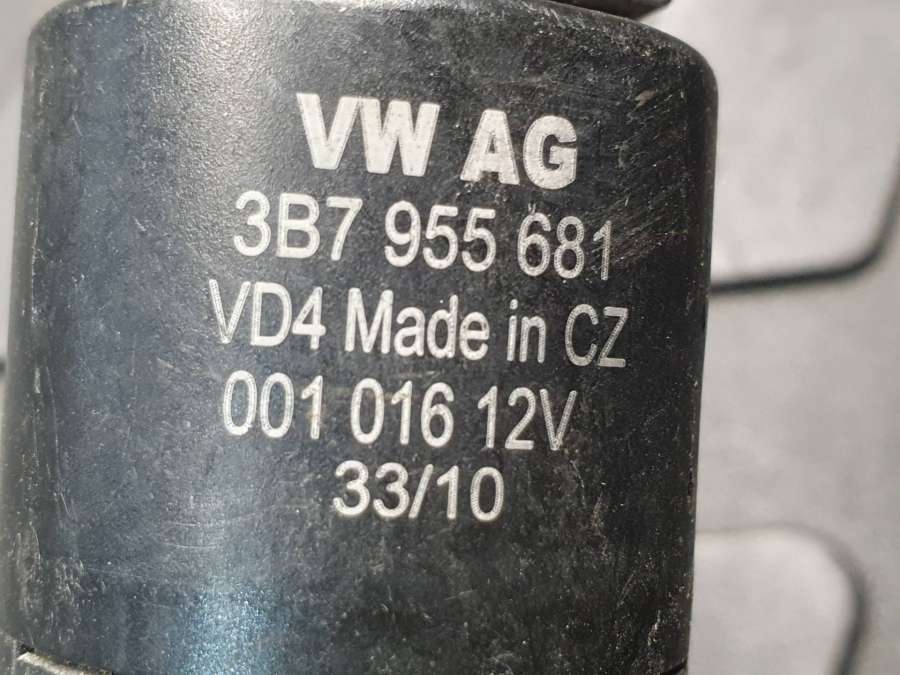 VW AG
3B7 955 681
VD4 Made in CZ
001 016 12V
33/10